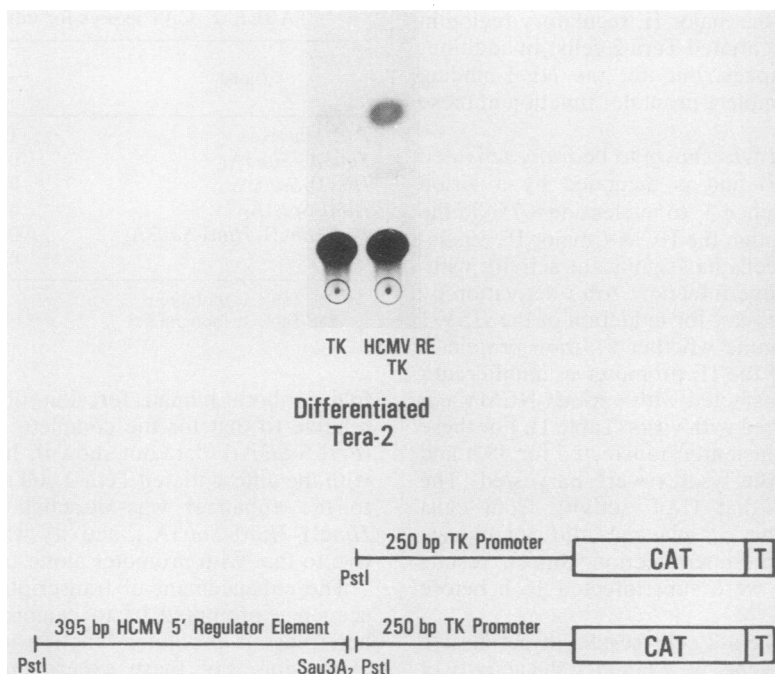 TK HCMV RE
TK
Differentiated
Tera-2
250 bp TK Promoter CAT T
PstI
395 bp HCMV 5' Regulator Element 250 bp TK Promoter CAT T
PstI Sau3A₂ PstI